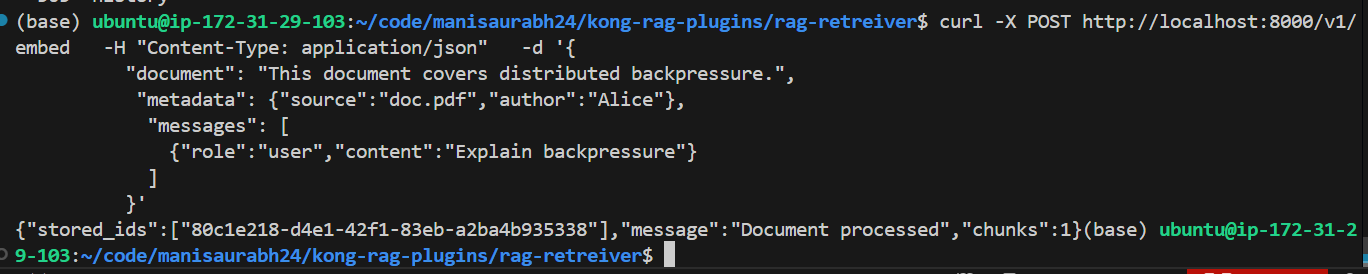 (base) ubuntu@ip-172-31-29-103:~/code/manisaurabh24/kong-rag-plugins/rag-retreiver$ curl -X POST http://localhost:8000/v1/
embed   -H "Content-Type: application/json"   -d '{
          "document": "This document covers distributed backpressure.",
           "metadata": {"source":"doc.pdf","author":"Alice"},
            "messages": [
              {"role":"user","content":"Explain backpressure"}
            ]
          }'
{"stored_ids":["80c1e218-d4e1-42f1-83eb-a2ba4b935338"],"message":"Document processed","chunks":1}(base) ubuntu@ip-172-31-2
9-103:~/code/manisaurabh24/kong-rag-plugins/rag-retreiver$